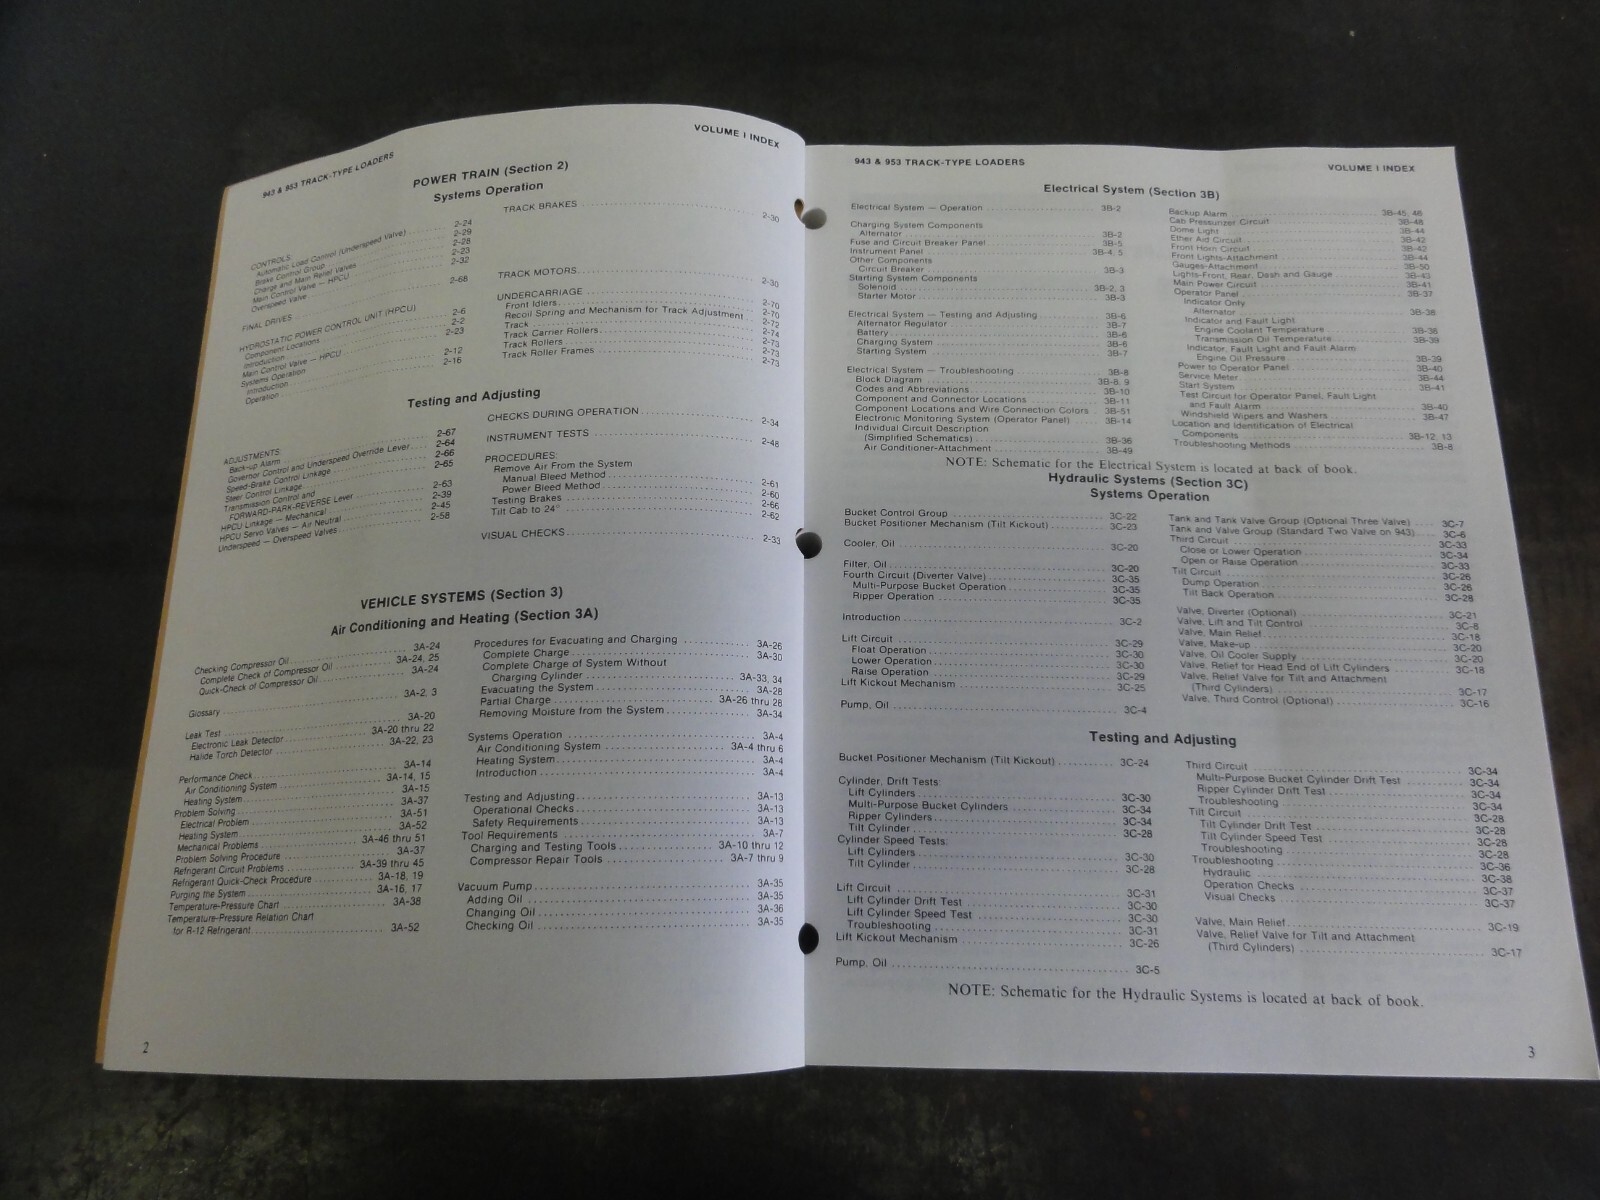 943 & 953 TRACK-TYPE LOADERS
VOLUME I INDEX
POWER TRAIN (Section 2)
Systems Operation
CONTROLS:
Automatic Load Control (Underspeed Valve) 2-24
Brake Control Group 2-29
Charge and Main Relief Valves 2-28
Main Control Valve — HPCU 2-23
Overspeed Valve 2-32
FINAL DRIVES 2-68
HYDROSTATIC POWER CONTROL UNIT (HPCU)
Component Locations 2-6
Introduction 2-2
Main Control Valve — HPCU 2-23
Systems Operation
Introduction 2-12
Operation 2-16
TRACK BRAKES 2-30
TRACK MOTORS 2-30
UNDERCARRIAGE 2-70
Front Idlers 2-70
Recoil Spring and Mechanism for Track Adjustment 2-72
Track 2-74
Track Carrier Rollers 2-73
Track Rollers 2-73
Track Roller Frames 2-73
Testing and Adjusting
ADJUSTMENTS:
Back-up Alarm 2-67
Governor Control and Underspeed Override Lever 2-64
Speed-Brake Control Linkage 2-66
Steer Control Linkage 2-65
Transmission Control and
FORWARD-PARK-REVERSE Lever 2-63
HPCU Linkage — Mechanical 2-39
HPCU Servo Valves — Air Neutral 2-45
Underspeed — Overspeed Valves 2-58
CHECKS DURING OPERATION 2-34
INSTRUMENT TESTS 2-48
PROCEDURES:
Remove Air From the System
Manual Bleed Method 2-61
Power Bleed Method 2-60
Testing Brakes 2-66
Tilt Cab to 24° 2-62
VISUAL CHECKS 2-33
VEHICLE SYSTEMS (Section 3)
Air Conditioning and Heating (Section 3A)
Checking Compressor Oil 3A-24
Complete Check of Compressor Oil 3A-24, 25
Quick-Check of Compressor Oil 3A-24
Glossary 3A-2, 3
Leak Test 3A-20
Electronic Leak Detector 3A-20 thru 22
Halide Torch Detector 3A-22, 23
Performance Check 3A-14
Air Conditioning System 3A-14, 15
Heating System 3A-15
Problem Solving 3A-37
Electrical Problem 3A-51
Heating System 3A-52
Mechanical Problems 3A-46 thru 51
Problem Solving Procedure 3A-37
Refrigerant Circuit Problems 3A-39 thru 45
Refrigerant Quick-Check Procedure 3A-18, 19
Purging the System 3A-16, 17
Temperature-Pressure Chart 3A-38
Temperature-Pressure Relation Chart
for R-12 Refrigerant 3A-52
Procedures for Evacuating and Charging 3A-26
Complete Charge 3A-30
Complete Charge of System Without
Charging Cylinder 3A-33, 34
Evacuating the System 3A-28
Partial Charge 3A-26 thru 28
Removing Moisture from the System 3A-34
Systems Operation 3A-4
Air Conditioning System 3A-4 thru 6
Heating System 3A-4
Introduction 3A-4
Testing and Adjusting 3A-13
Operational Checks 3A-13
Safety Requirements 3A-13
Tool Requirements 3A-7
Charging and Testing Tools 3A-10 thru 12
Compressor Repair Tools 3A-7 thru 9
Vacuum Pump 3A-35
Adding Oil 3A-35
Changing Oil 3A-36
Checking Oil 3A-35
2
943 & 953 TRACK-TYPE LOADERS
VOLUME I INDEX
Electrical System (Section 3B)
Electrical System — Operation 3B-2
Charging System Components
Alternator 3B-2
Fuse and Circuit Breaker Panel 3B-5
Instrument Panel 3B-4, 5
Other Components
Circuit Breaker 3B-3
Starting System Components
Solenoid 3B-2, 3
Starter Motor 3B-3
Electrical System — Testing and Adjusting 3B-6
Alternator Regulator 3B-7
Battery 3B-6
Charging System 3B-6
Starting System 3B-7
Electrical System — Troubleshooting 3B-8
Block Diagram 3B-8, 9
Codes and Abbreviations 3B-10
Component and Connector Locations 3B-11
Component Locations and Wire Connection Colors 3B-51
Electronic Monitoring System (Operator Panel) 3B-14
Individual Circuit Description
(Simplified Schematics) 3B-36
Air Conditioner-Attachment 3B-49
Backup Alarm 3B-45, 46
Cab Pressurizer Circuit 3B-48
Dome Light 3B-44
Ether Aid Circuit 3B-42
Front Horn Circuit 3B-42
Front Lights-Attachment 3B-44
Gauges-Attachment 3B-50
Lights-Front, Rear, Dash and Gauge 3B-43
Main Power Circuit 3B-41
Operator Panel 3B-37
Indicator Only
Alternator 3B-38
Indicator and Fault Light
Engine Coolant Temperature 3B-38
Transmission Oil Temperature 3B-39
Indicator, Fault Light and Fault Alarm
Engine Oil Pressure 3B-39
Power to Operator Panel 3B-40
Service Meter 3B-44
Start System 3B-41
Test Circuit for Operator Panel, Fault Light
and Fault Alarm 3B-40
Windshield Wipers and Washers 3B-47
Location and Identification of Electrical
Components 3B-12, 13
Troubleshooting Methods 3B-8
NOTE: Schematic for the Electrical System is located at back of book.
Hydraulic Systems (Section 3C)
Systems Operation
Bucket Control Group 3C-22
Bucket Positioner Mechanism (Tilt Kickout) 3C-23
Cooler, Oil 3C-20
Filter, Oil 3C-20
Fourth Circuit (Diverter Valve) 3C-35
Multi-Purpose Bucket Operation 3C-35
Ripper Operation 3C-35
Introduction 3C-2
Lift Circuit 3C-29
Float Operation 3C-30
Lower Operation 3C-30
Raise Operation 3C-29
Lift Kickout Mechanism 3C-25
Pump, Oil 3C-4
Tank and Tank Valve Group (Optional Three Valve) 3C-7
Tank and Valve Group (Standard Two Valve on 943) 3C-6
Third Circuit 3C-33
Close or Lower Operation 3C-34
Open or Raise Operation 3C-33
Tilt Circuit 3C-26
Dump Operation 3C-26
Tilt Back Operation 3C-28
Valve, Diverter (Optional) 3C-21
Valve, Lift and Tilt Control 3C-8
Valve, Main Relief 3C-18
Valve, Make-up 3C-20
Valve, Oil Cooler Supply 3C-20
Valve, Relief for Head End of Lift Cylinders 3C-18
Valve, Relief Valve for Tilt and Attachment
(Third Cylinders) 3C-17
Valve, Third Control (Optional) 3C-16
Testing and Adjusting
Bucket Positioner Mechanism (Tilt Kickout) 3C-24
Cylinder, Drift Tests:
Lift Cylinders 3C-30
Multi-Purpose Bucket Cylinders 3C-34
Ripper Cylinders 3C-34
Tilt Cylinder 3C-28
Cylinder Speed Tests:
Lift Cylinders 3C-30
Tilt Cylinder 3C-28
Lift Circuit 3C-31
Lift Cylinder Drift Test 3C-30
Lift Cylinder Speed Test 3C-30
Troubleshooting 3C-31
Lift Kickout Mechanism 3C-26
Pump, Oil 3C-5
Third Circuit 3C-34
Multi-Purpose Bucket Cylinder Drift Test 3C-34
Ripper Cylinder Drift Test 3C-34
Troubleshooting 3C-34
Tilt Circuit 3C-28
Tilt Cylinder Drift Test 3C-28
Tilt Cylinder Speed Test 3C-28
Troubleshooting 3C-28
Troubleshooting 3C-36
Hydraulic 3C-38
Operation Checks 3C-37
Visual Checks 3C-37
Valve, Main Relief 3C-19
Valve, Relief Valve for Tilt and Attachment
(Third Cylinders) 3C-17
NOTE: Schematic for the Hydraulic Systems is located at back of book.
3